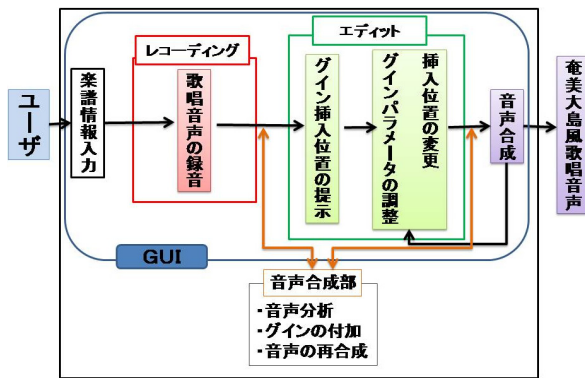 レコーディング
エディット
ユーザ
楽譜情報入力
歌唱音声の録音
グイン挿入位置の提示
挿入位置の変更
グインパラメータの調整
音声合成
奄美大島風歌唱音声
GUI
音声合成部
・音声分析
・グインの付加
・音声の再合成